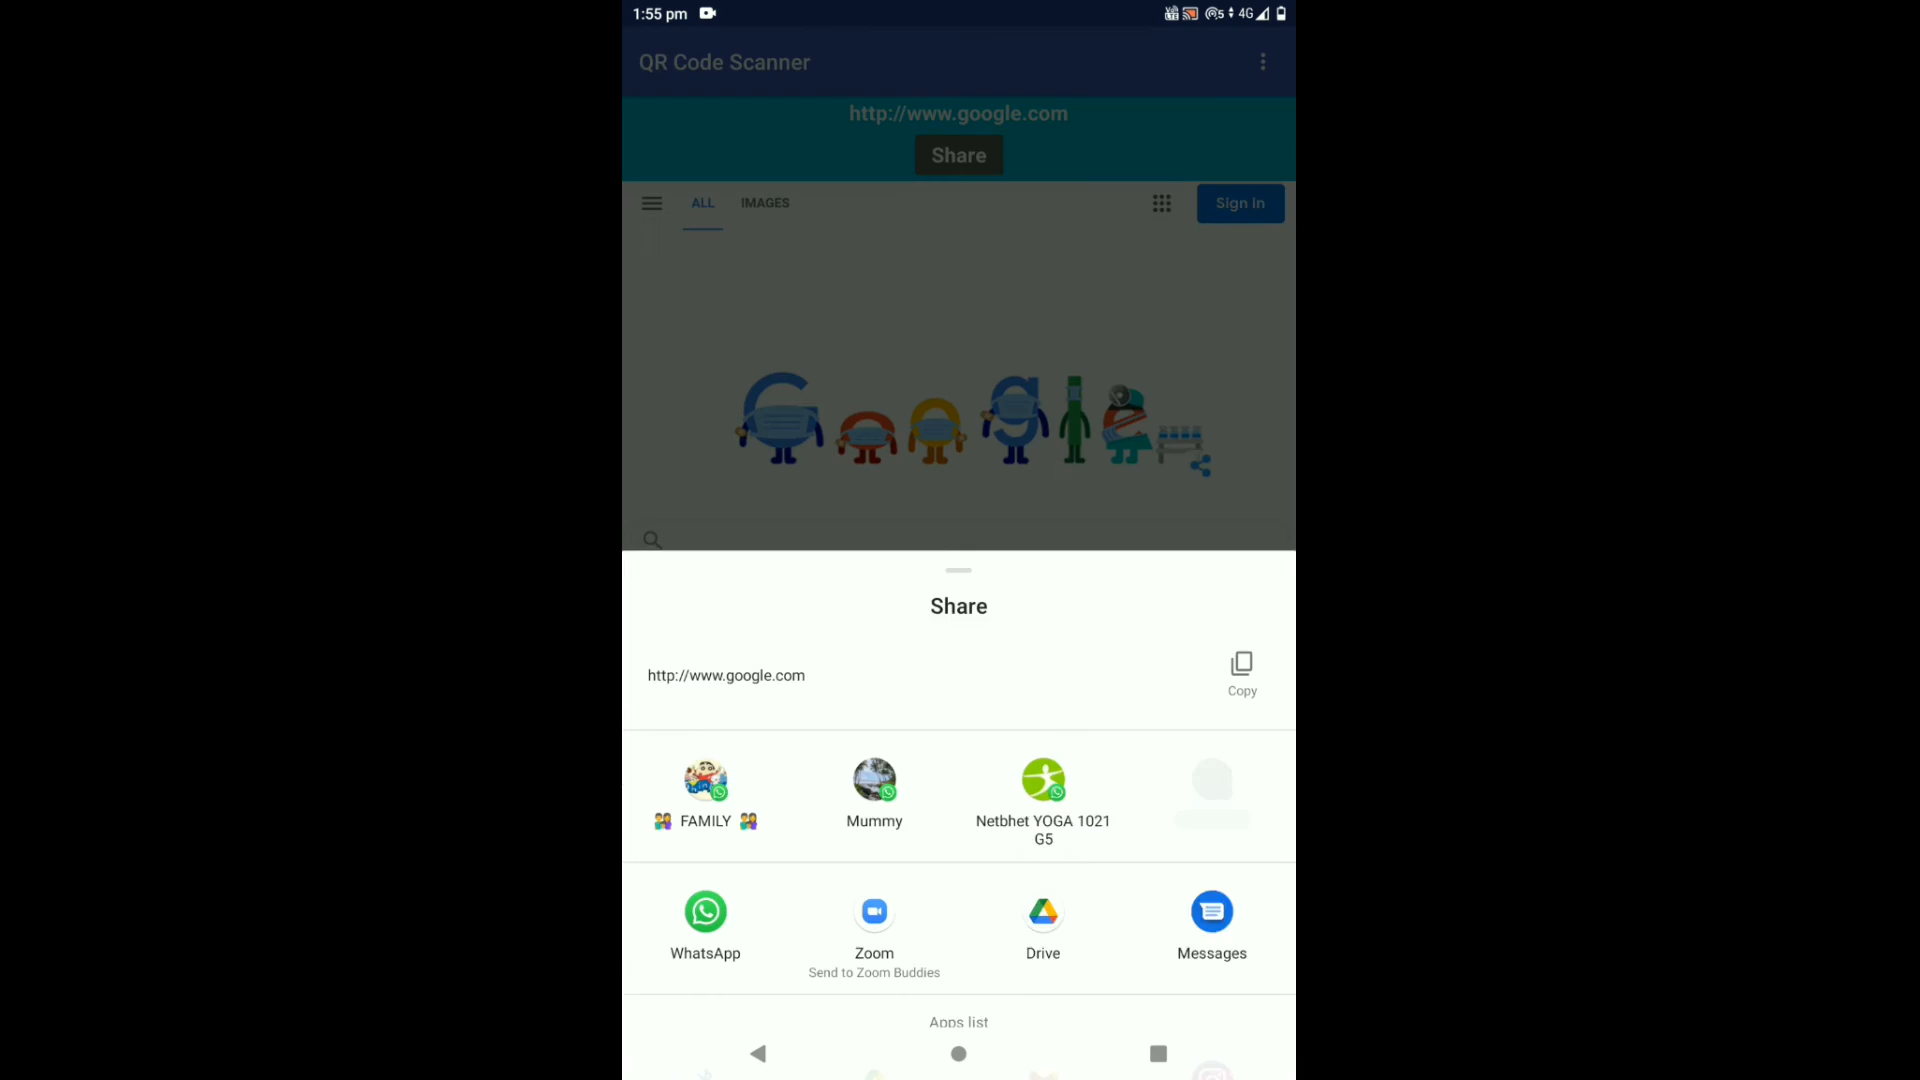 1:55 pm
5 4G
QR Code Scanner
http://www.google.com
Share
ALL IMAGES Sign in
Google
Share
http://www.google.com
Copy
FAMILY Mummy Netbhet YOGA 1021
G5
WhatsApp Zoom Drive Messages
Send to Zoom Buddies
Apps list